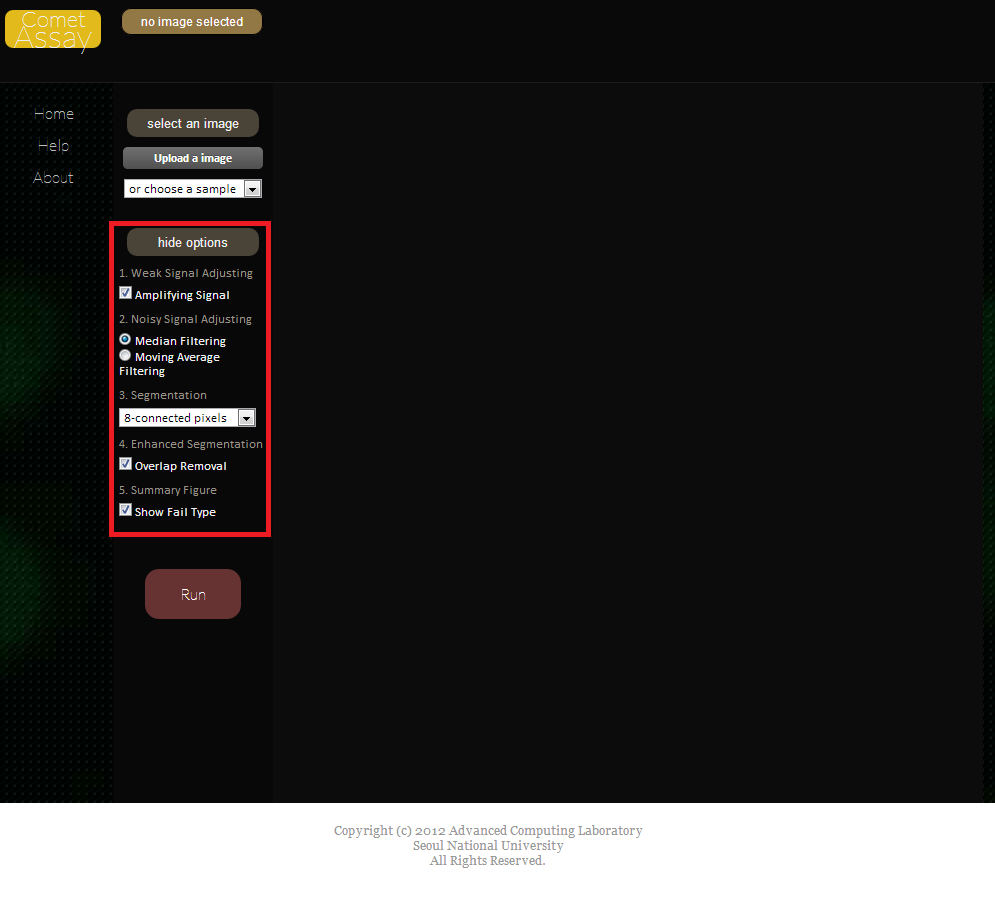 Comet
Assay
no image selected
Home
Help
About
select an image
Upload a image
or choose a sample
hide options
1. Weak Signal Adjusting
Amplifying Signal
2. Noisy Signal Adjusting
Median Filtering
Moving Average
Filtering
3. Segmentation
8-connected pixels
4. Enhanced Segmentation
Overlap Removal
5. Summary Figure
Show Fail Type
Run
Copyright (c) 2012 Advanced Computing Laboratory
Seoul National University
All Rights Reserved.